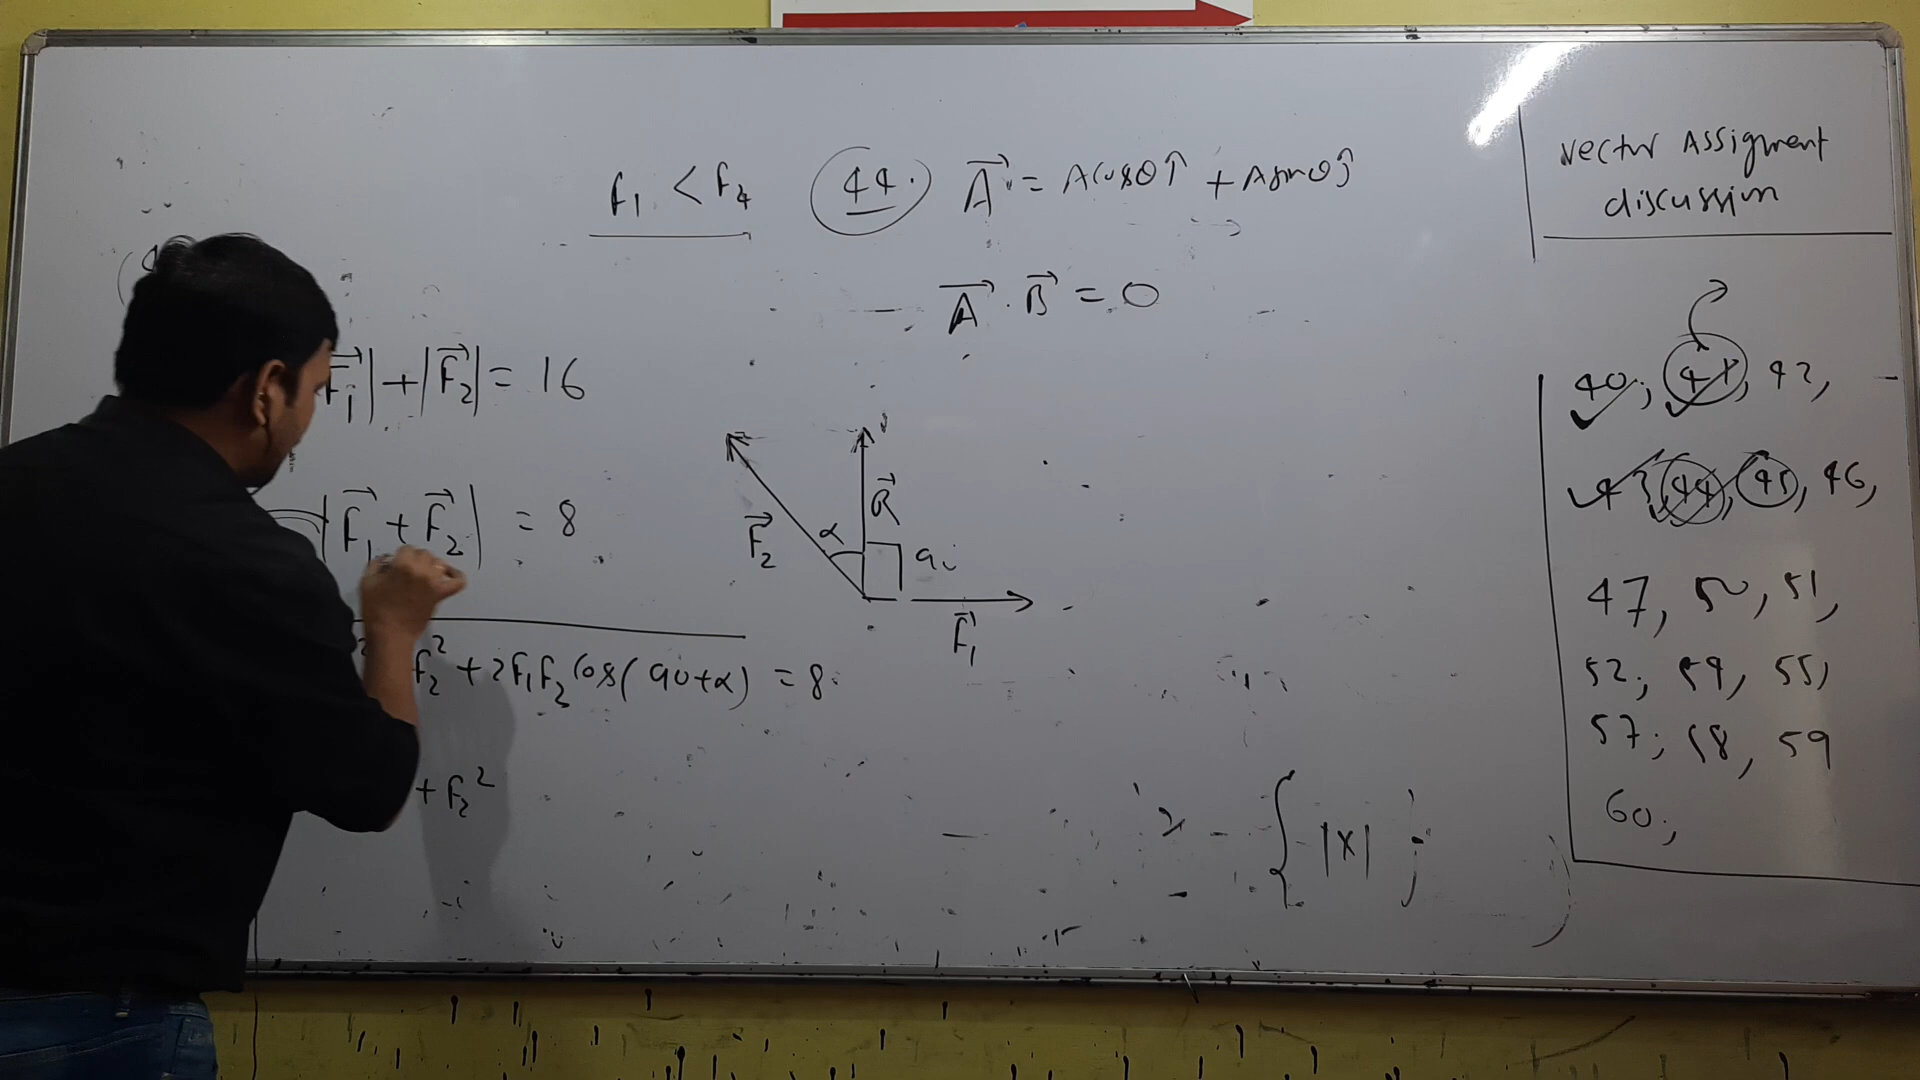 F₁ < F₂ 44. A⃗ = Acosθ î + Asinθ ĵ
A⃗ · B⃗ = 0
|F⃗₁| + |F⃗₂| = 16
|F⃗₁ + F⃗₂| = 8
F₂² + 2F₁F₂ cos(90+α) = 8
+ F₂²
F⃗₂
α
R⃗
90
F⃗₁
{ |x| ;
Vector Assigment
discussion
40, 41, 42,
43, 44, 45, 46,
47, 50, 51,
52, 54, 55,
57, 58, 59
60,